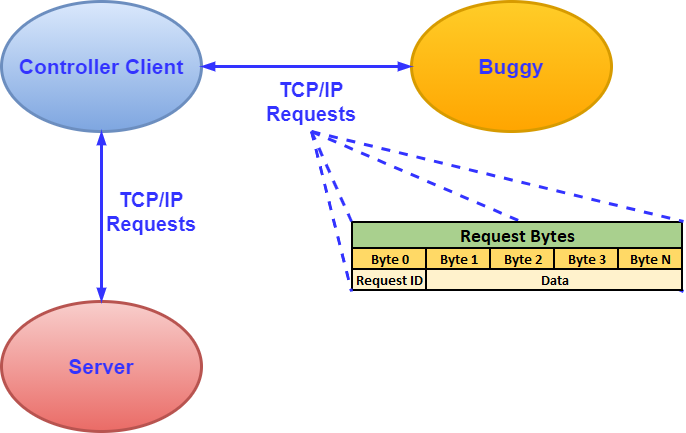 Controller Client
Buggy
TCP/IP
Requests
TCP/IP
Requests
Request Bytes
Byte 0 Byte 1 Byte 2 Byte 3 Byte N
Request ID Data
Server